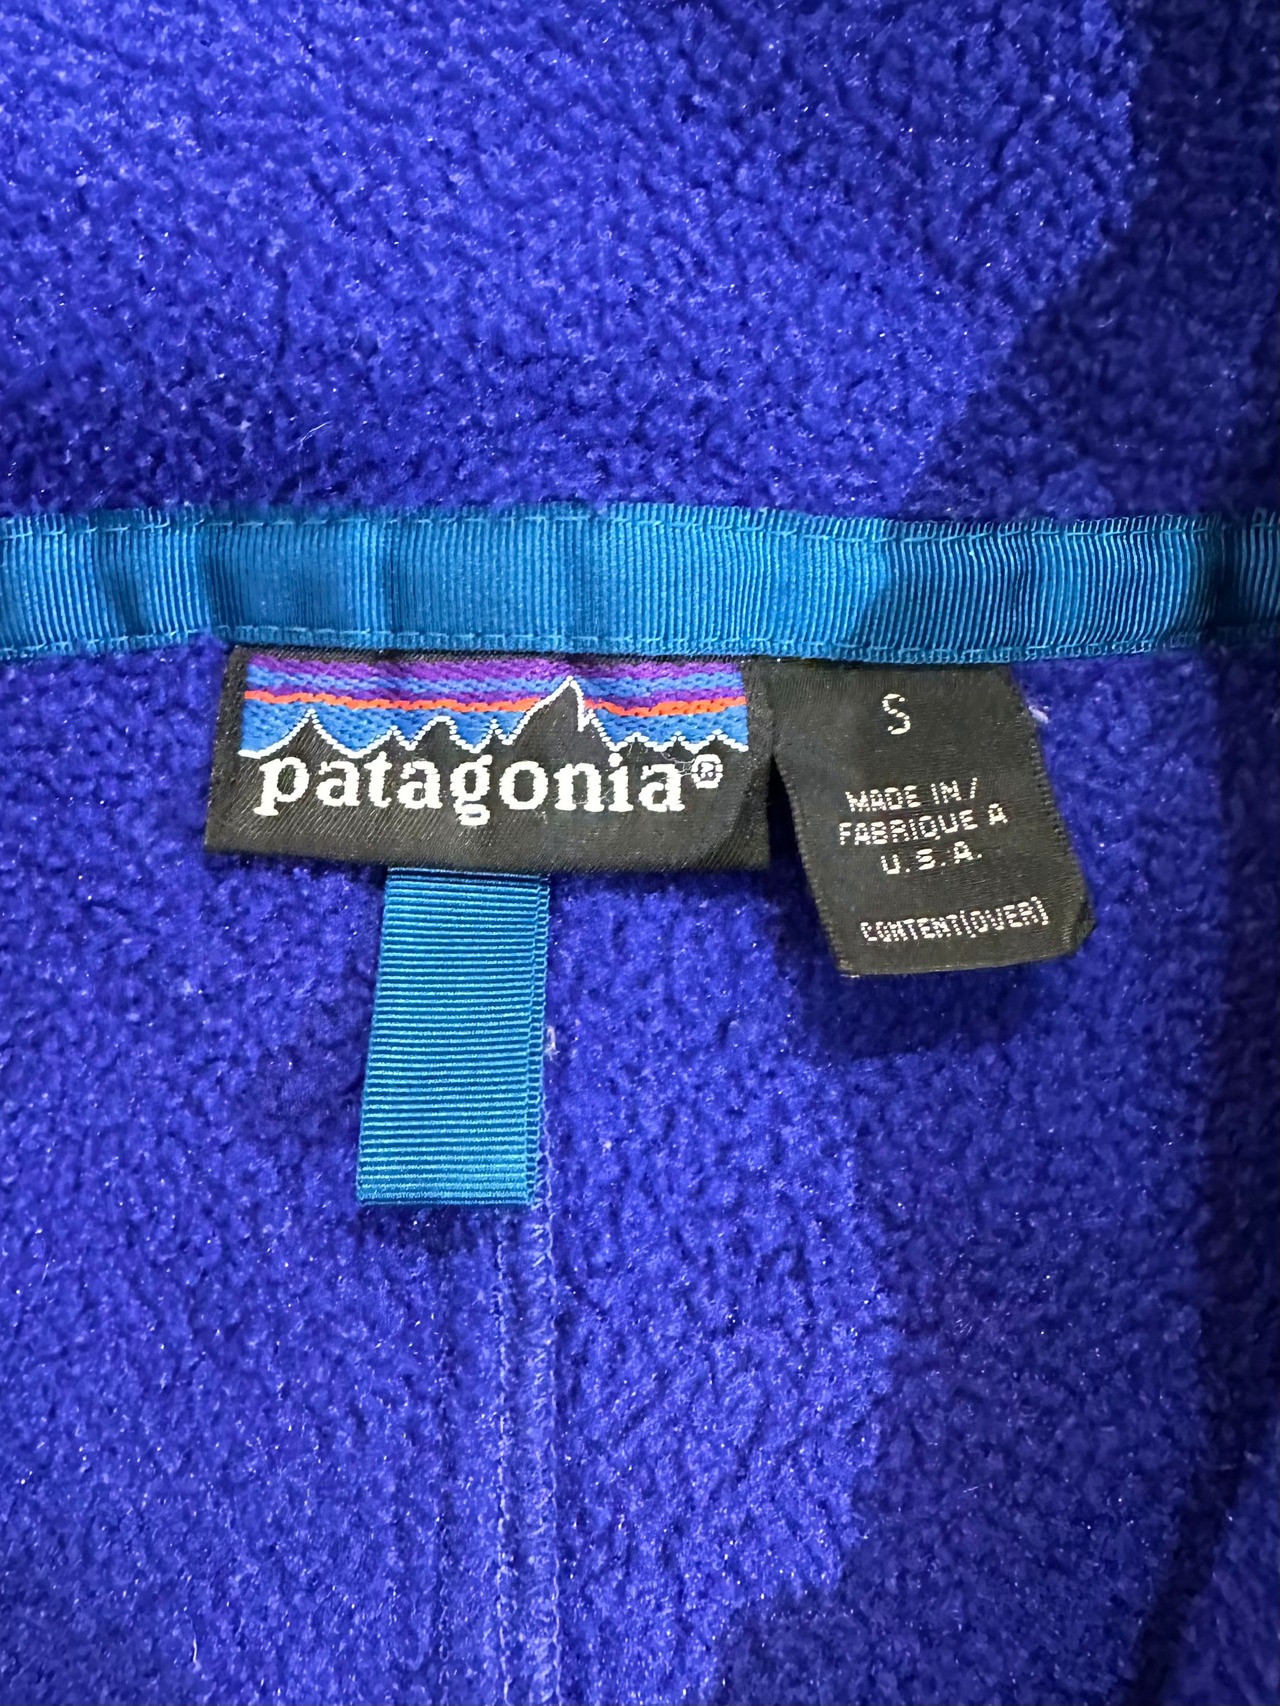 patagonia®
S
MADE IN/
FABRIQUE A
U.S.A.
CONTENT(OVER)